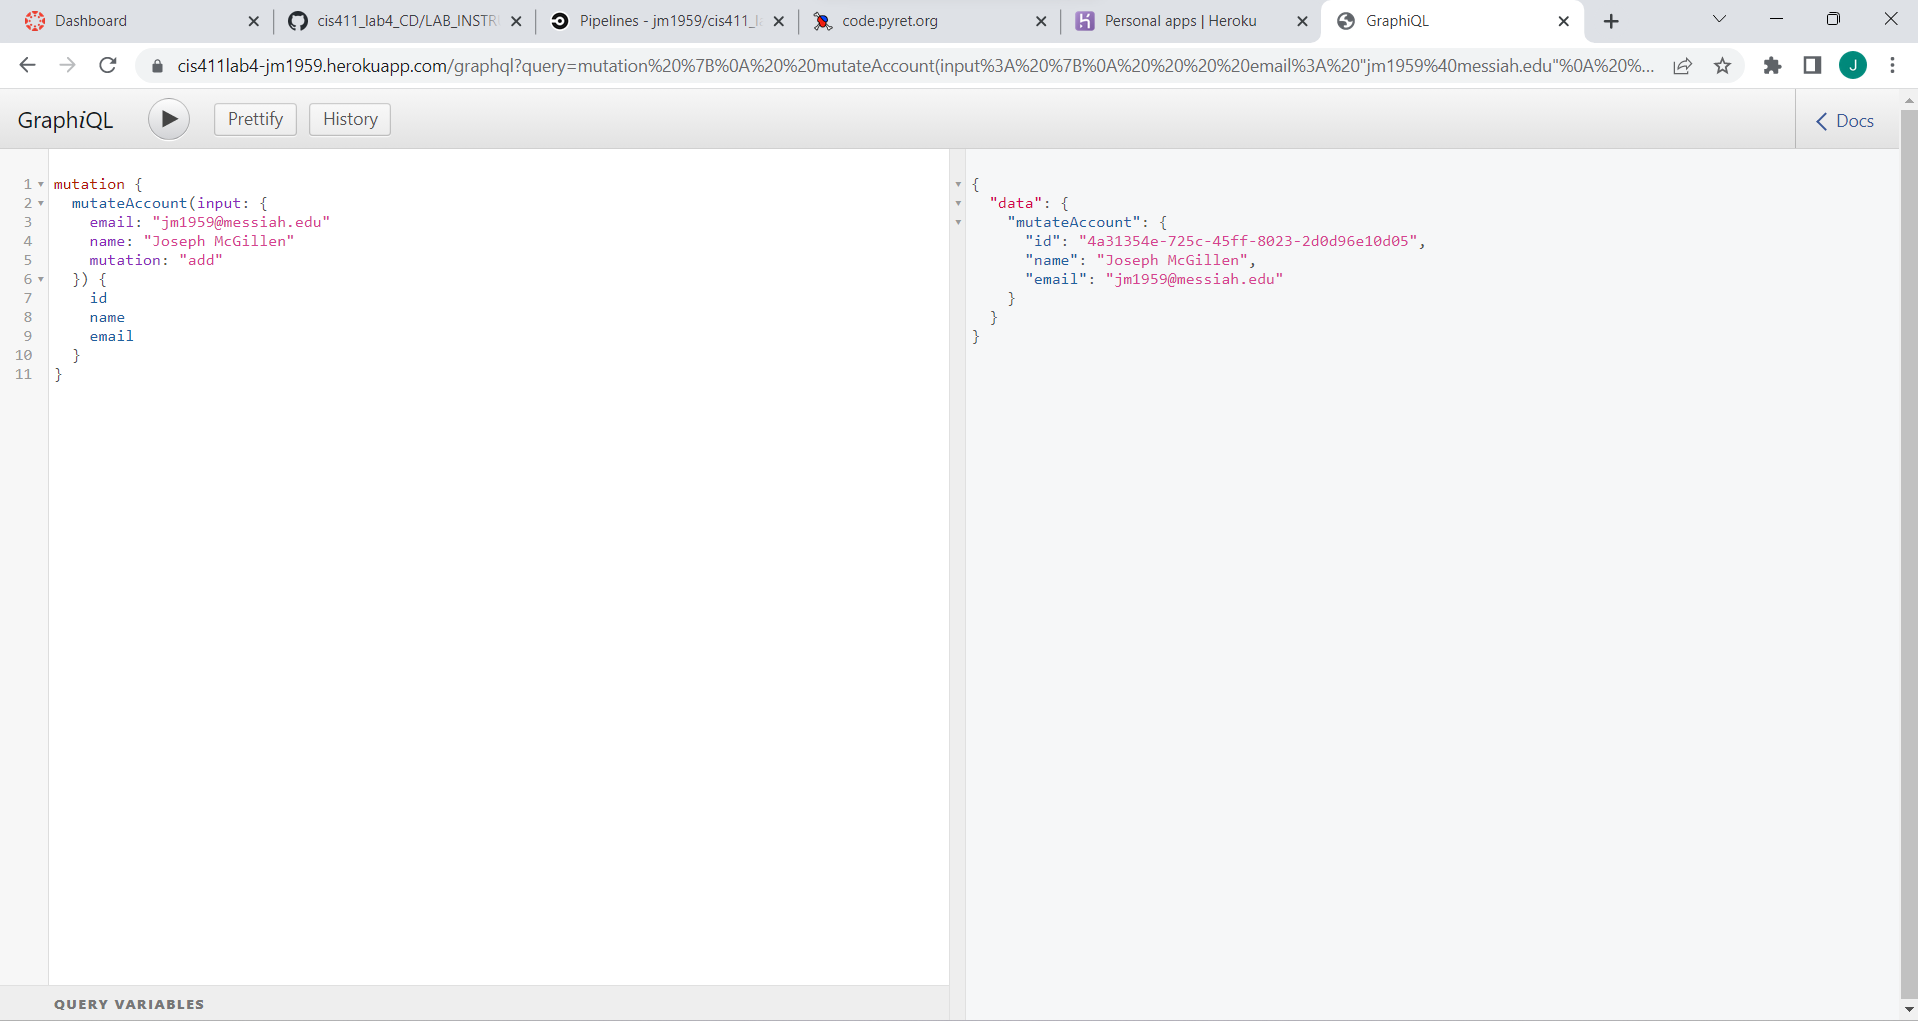 Dashboard
cis411_lab4_CD/LAB_INSTR
Pipelines - jm1959/cis411_l
code.pyret.org
Personal apps | Heroku
GraphiQL
cis411lab4-jm1959.herokuapp.com/graphql?query=mutation%20%7B%0A%20%20mutateAccount(input%3A%20%7B%0A%20%20%20%20email%3A%20"jm1959%40messiah.edu"%0A%20%...
J
GraphiQL
Prettify
History
Docs
1 mutation {
2 mutateAccount(input: {
3 email: "jm1959@messiah.edu"
4 name: "Joseph McGillen"
5 mutation: "add"
6 }) {
7 id
8 name
9 email
10 }
11 }
{
"data": {
"mutateAccount": {
"id": "4a31354e-725c-45ff-8023-2d0d96e10d05",
"name": "Joseph McGillen",
"email": "jm1959@messiah.edu"
}
}
}
QUERY VARIABLES